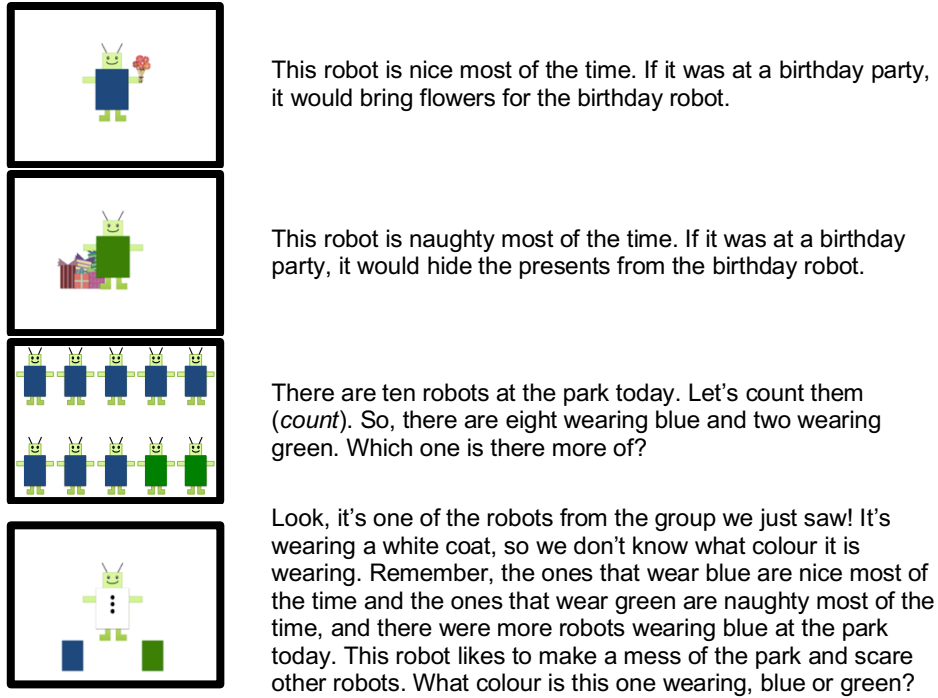 This robot is nice most of the time. If it was at a birthday party,
it would bring flowers for the birthday robot.
This robot is naughty most of the time. If it was at a birthday
party, it would hide the presents from the birthday robot.
There are ten robots at the park today. Let’s count them
(count). So, there are eight wearing blue and two wearing
green. Which one is there more of?
Look, it’s one of the robots from the group we just saw! It’s
wearing a white coat, so we don’t know what colour it is
wearing. Remember, the ones that wear blue are nice most of
the time and the ones that wear green are naughty most of the
time, and there were more robots wearing blue at the park
today. This robot likes to make a mess of the park and scare
other robots. What colour is this one wearing, blue or green?